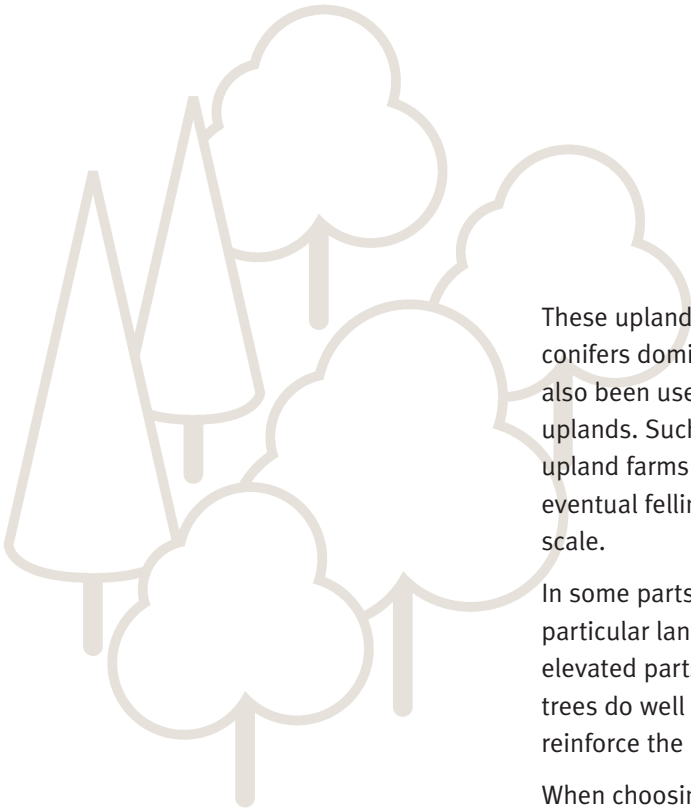 These upland
conifers domi
also been use
uplands. Such
upland farms
eventual fellin
scale.
In some parts
particular lan
elevated part
trees do well
reinforce the
When choosin